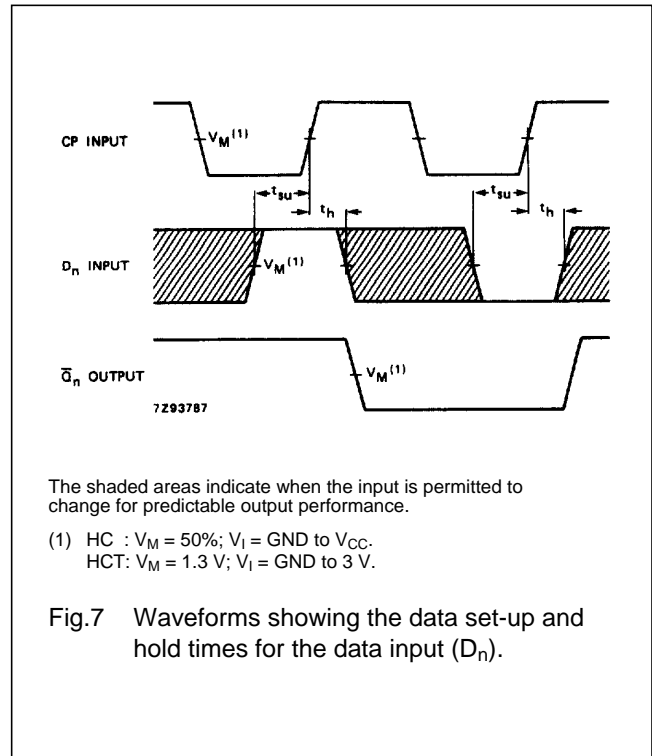 CP INPUT
V_M (1)
t_su
t_su
t_h
t_h
D_n INPUT
V_M (1)
Q̅_n OUTPUT
V_M (1)
7Z93787
The shaded areas indicate when the input is permitted to
change for predictable output performance.
(1) HC : V_M = 50%; V_I = GND to V_CC.
HCT: V_M = 1.3 V; V_I = GND to 3 V.
Fig.7 Waveforms showing the data set-up and
hold times for the data input (D_n).